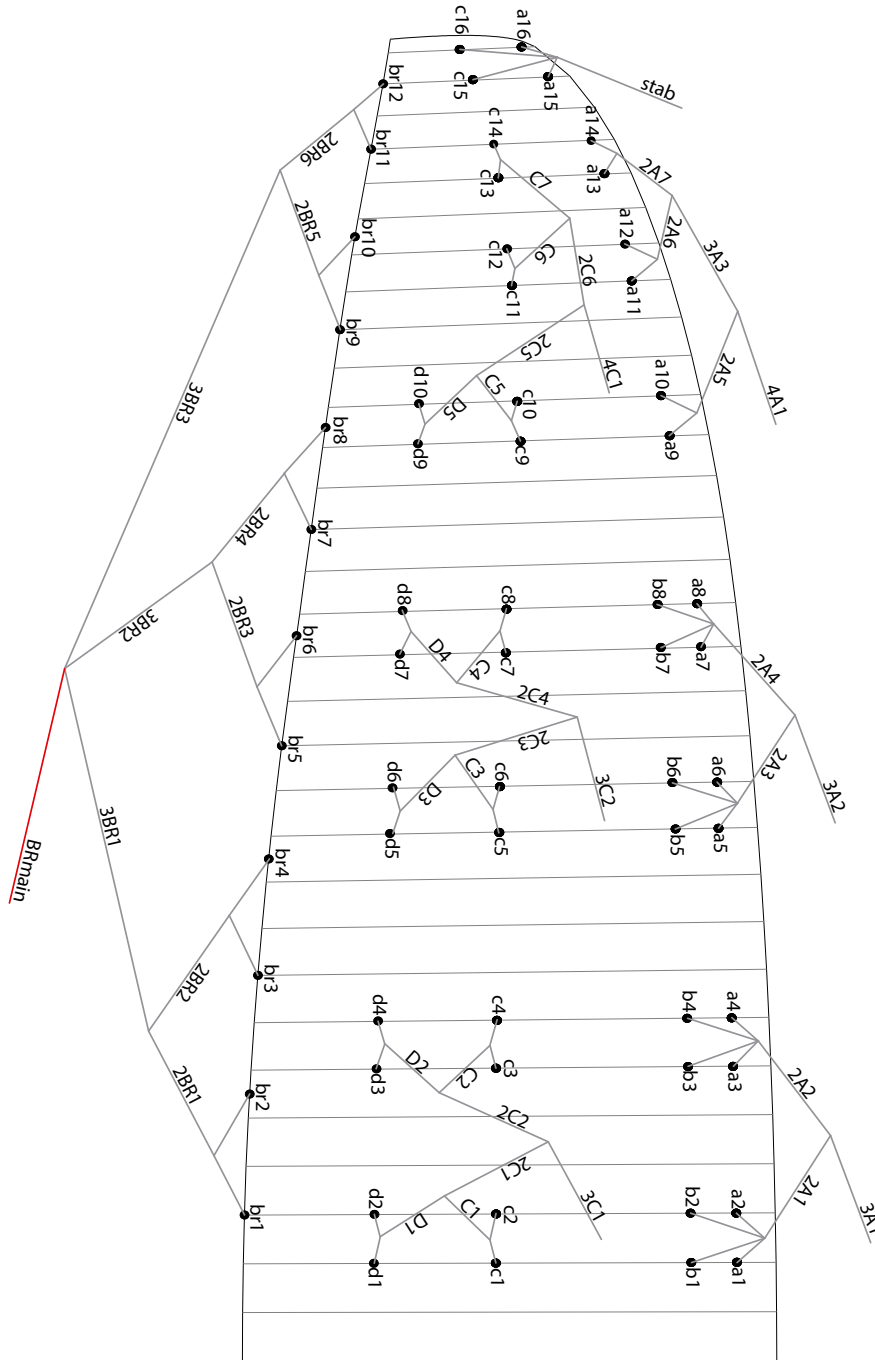 c16
a16
br12
c15
a15
stab
br11
2BR6
c14
a14
C7
2A7
c13
a13
2BR5
br10
a12
2A6
3A3
c12
C6
2C6
a11
c11
br9
2C5
3BR3
d10
C5
c10
4C1
a10
2A5
4A1
D5
br8
d9
c9
a9
2BR4
br7
d8
c8
b8
a8
3BR2
2BR3
br6
D4
C4
d7
c7
b7
a7
2A4
2C4
br5
2C3
D3
C3
d6
c6
3C2
b6
a6
2A3
3A2
3BR1
d5
c5
b5
a5
BRmain
br4
2BR2
br3
d4
c4
b4
a4
D2
C2
d3
c3
b3
a3
2A2
2BR1
br2
2C2
2C1
3C1
2A1
3A1
br1
d2
D1
C1
c2
b2
a2
d1
c1
b1
a1